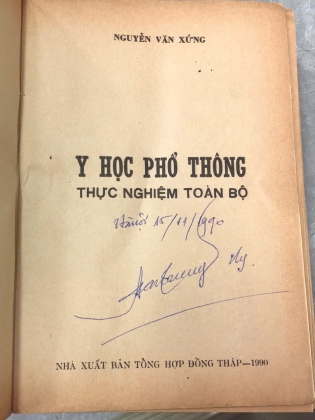 NGUYỄN VĂN XỨNG
Y HỌC PHỔ THÔNG
THỰC NGHIỆM TOÀN BỘ
15/11/1990
NHÀ XUẤT BẢN TỔNG HỢP ĐỒNG THÁP—1990